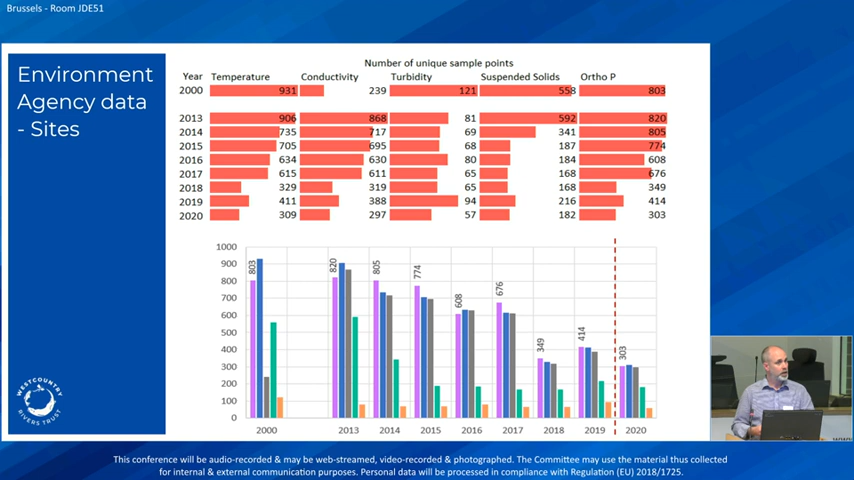 Brussels - Room JDE51
Environment
Agency data
- Sites
Number of unique sample points
Year Temperature Conductivity Turbidity Suspended Solids Ortho P
2000 931 239 121 558 803
2013 906 868 81 592 820
2014 735 717 69 341 805
2015 705 695 68 187 774
2016 634 630 80 184 608
2017 615 611 65 168 676
2018 329 319 65 168 349
2019 411 388 94 216 414
2020 309 297 57 182 303
1000
900
800
700
600
500
400
300
200
100
0
803 820 805 774 608 676 349 414 303
2000 2013 2014 2015 2016 2017 2018 2019 2020
WESTCOUNTRY
RIVERS TRUST
This conference will be audio-recorded & may be web-streamed, video-recorded & photographed. The Committee may use the material thus collected
for internal & external communication purposes. Personal data will be processed in compliance with Regulation (EU) 2018/1725.